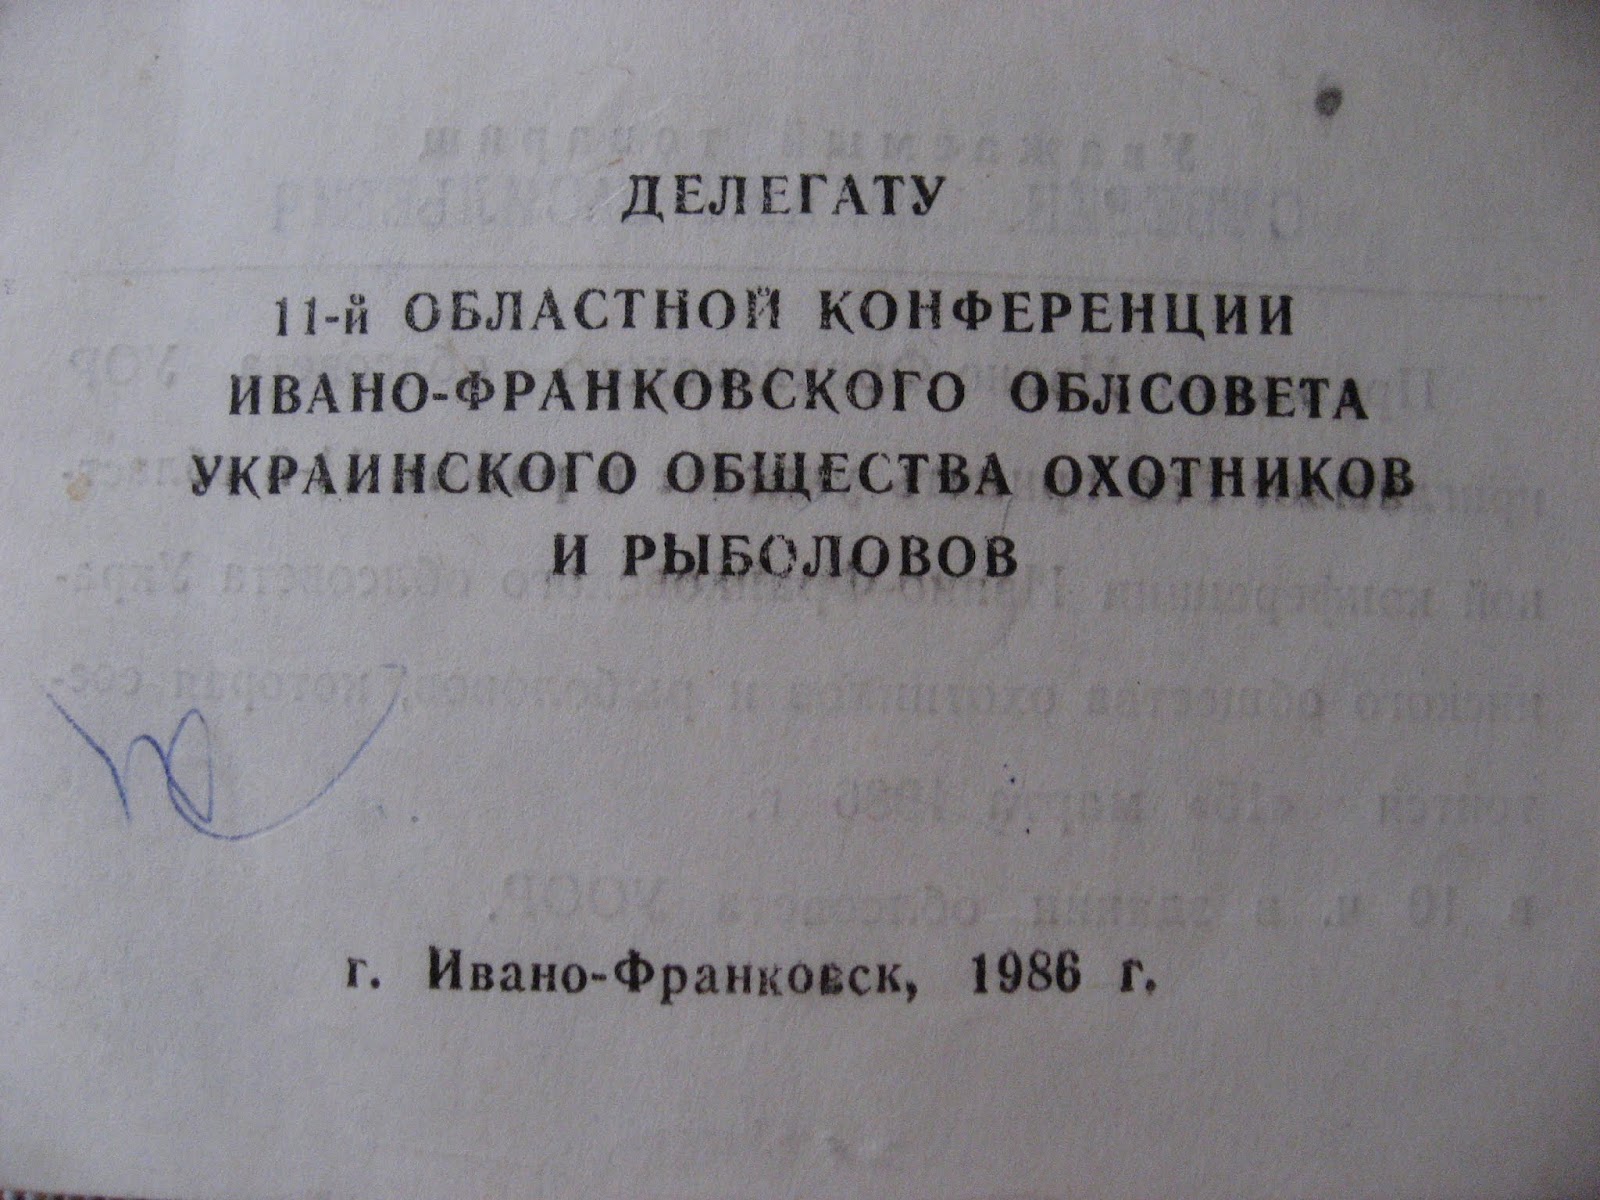 ДЕЛЕГАТУ
11-й ОБЛАСТНОЙ КОНФЕРЕНЦИИ
ИВАНО-ФРАНКОВСКОГО ОБЛСОВЕТА
УКРАИНСКОГО ОБЩЕСТВА ОХОТНИКОВ
И РЫБОЛОВОВ
г. Ивано-Франковск, 1986 г.